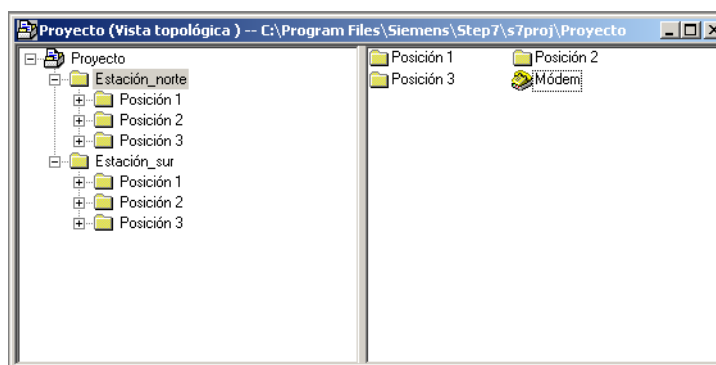 Proyecto (Vista topológica ) -- C:\Program Files\Siemens\Step7\s7proj\Proyecto
Proyecto
Estación_norte
Posición 1
Posición 2
Posición 3
Estación_sur
Posición 1
Posición 2
Posición 3
Posición 1 Posición 2
Posición 3 Módem